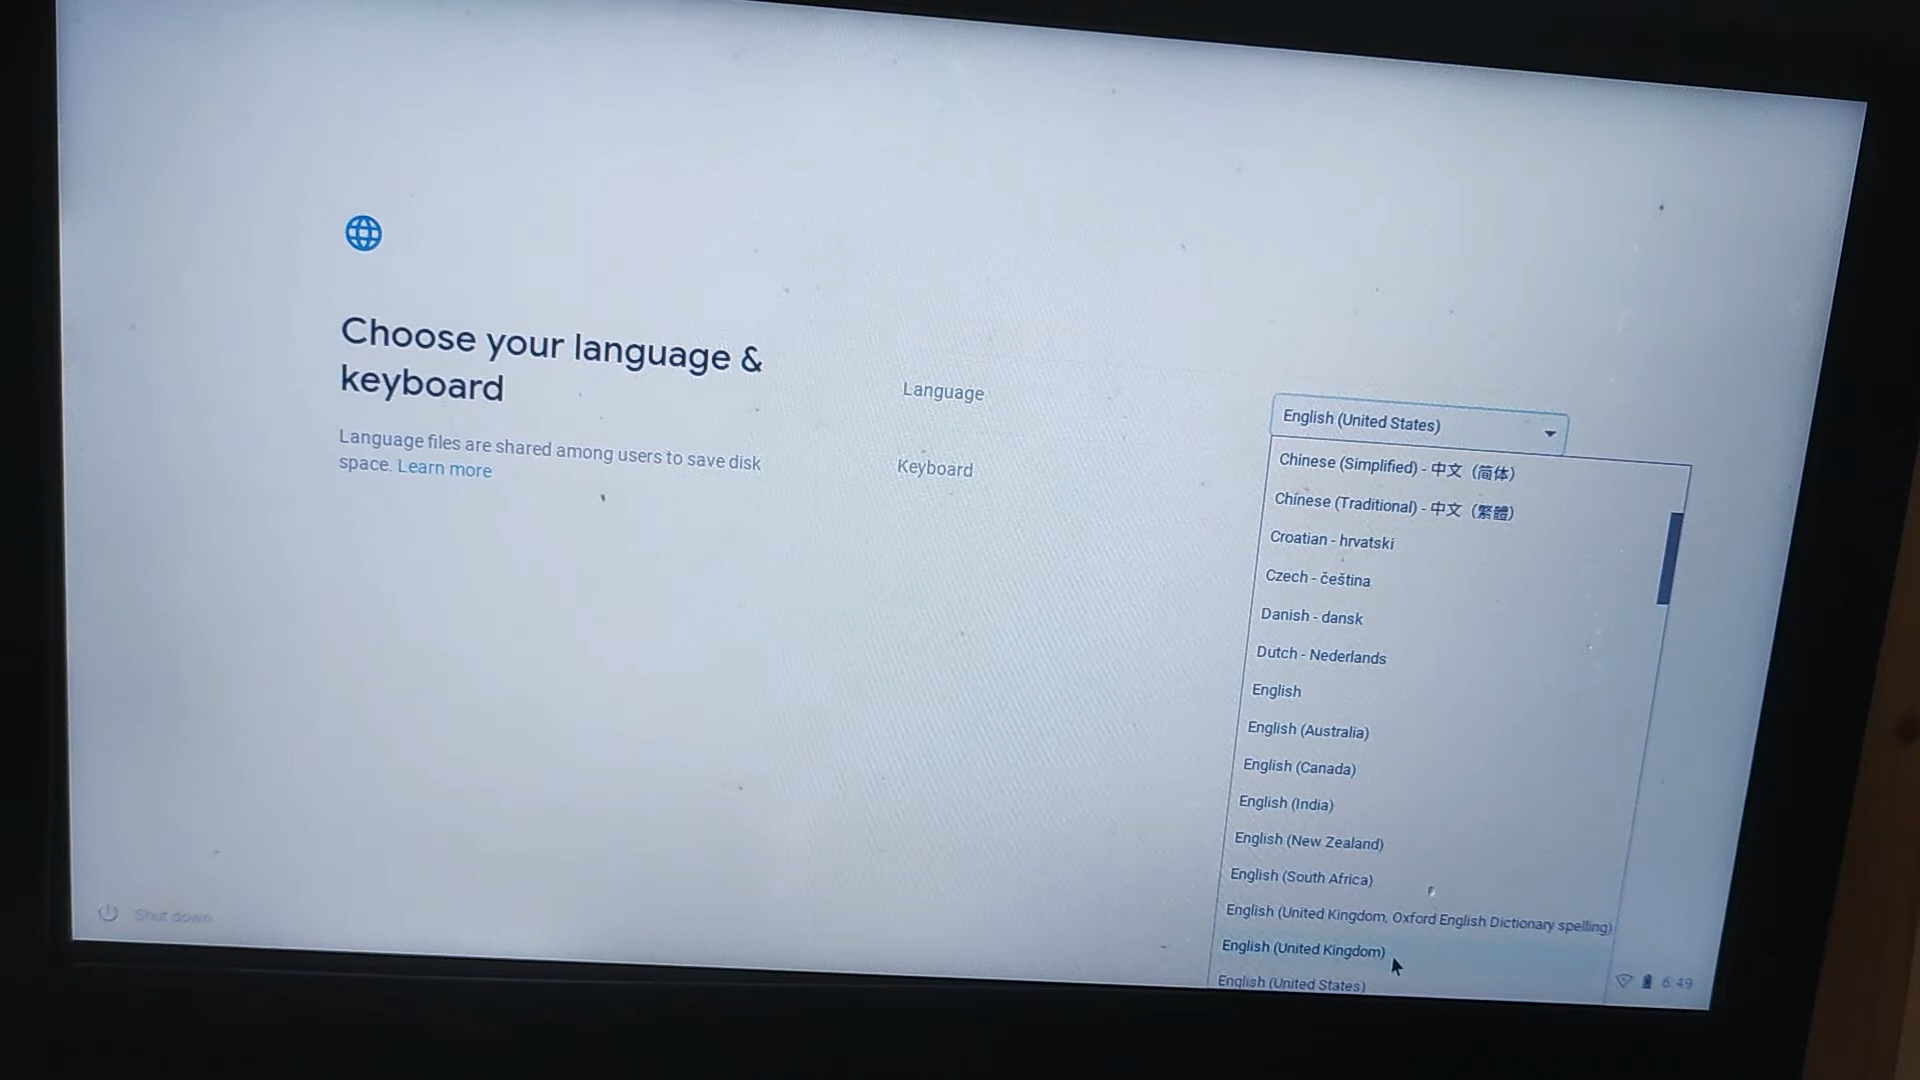 Choose your language &
keyboard
Language files are shared among users to save disk
space. Learn more
Language
Keyboard
English (United States)
Chinese (Simplified) - 中文（简体）
Chinese (Traditional) - 中文（繁體）
Croatian - hrvatski
Czech - čeština
Danish - dansk
Dutch - Nederlands
English
English (Australia)
English (Canada)
English (India)
English (New Zealand)
English (South Africa)
English (United Kingdom, Oxford English Dictionary spelling)
English (United Kingdom)
English (United States)
Shut down
6:49